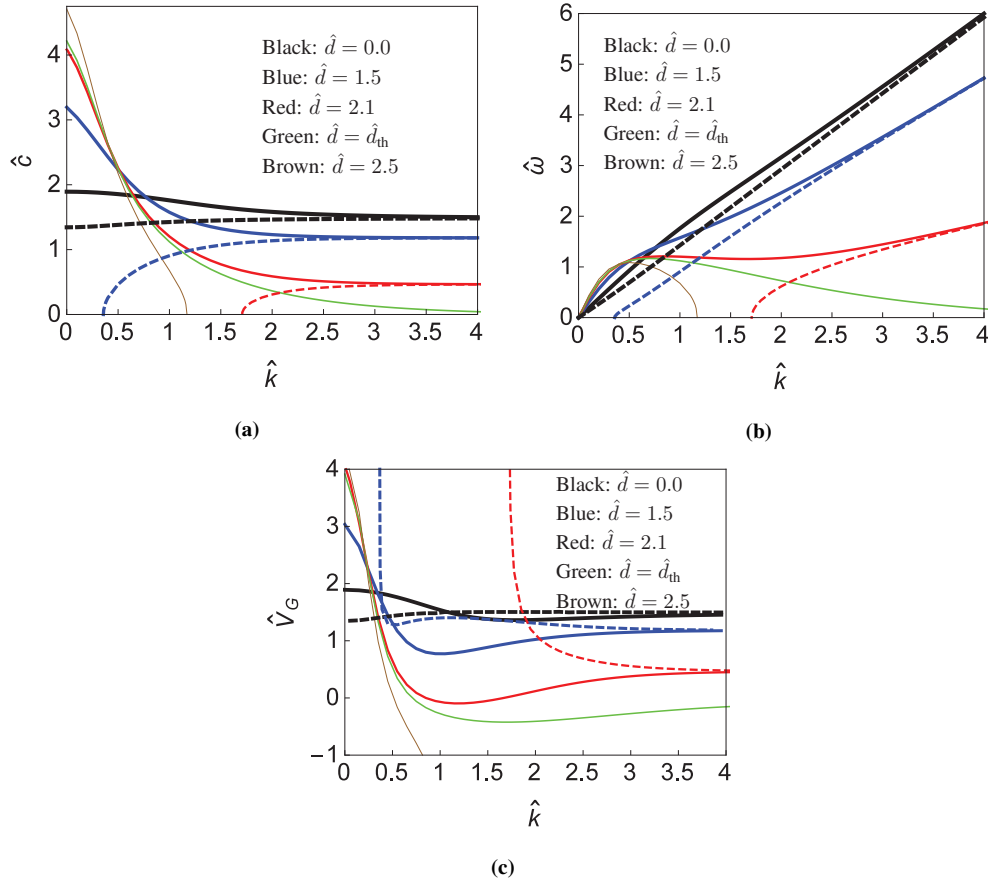 4
3
2
1
0
ĉ
Black: d̂ = 0.0
Blue: d̂ = 1.5
Red: d̂ = 2.1
Green: d̂ = d̂_th
Brown: d̂ = 2.5
0 0.5 1 1.5 2 2.5 3 3.5 4
k̂
(a)
6
5
4
3
2
1
0
ω̂
Black: d̂ = 0.0
Blue: d̂ = 1.5
Red: d̂ = 2.1
Green: d̂ = d̂_th
Brown: d̂ = 2.5
0 0.5 1 1.5 2 2.5 3 3.5 4
k̂
(b)
4
3
2
1
0
−1
V̂_G
Black: d̂ = 0.0
Blue: d̂ = 1.5
Red: d̂ = 2.1
Green: d̂ = d̂_th
Brown: d̂ = 2.5
0 0.5 1 1.5 2 2.5 3 3.5 4
k̂
(c)